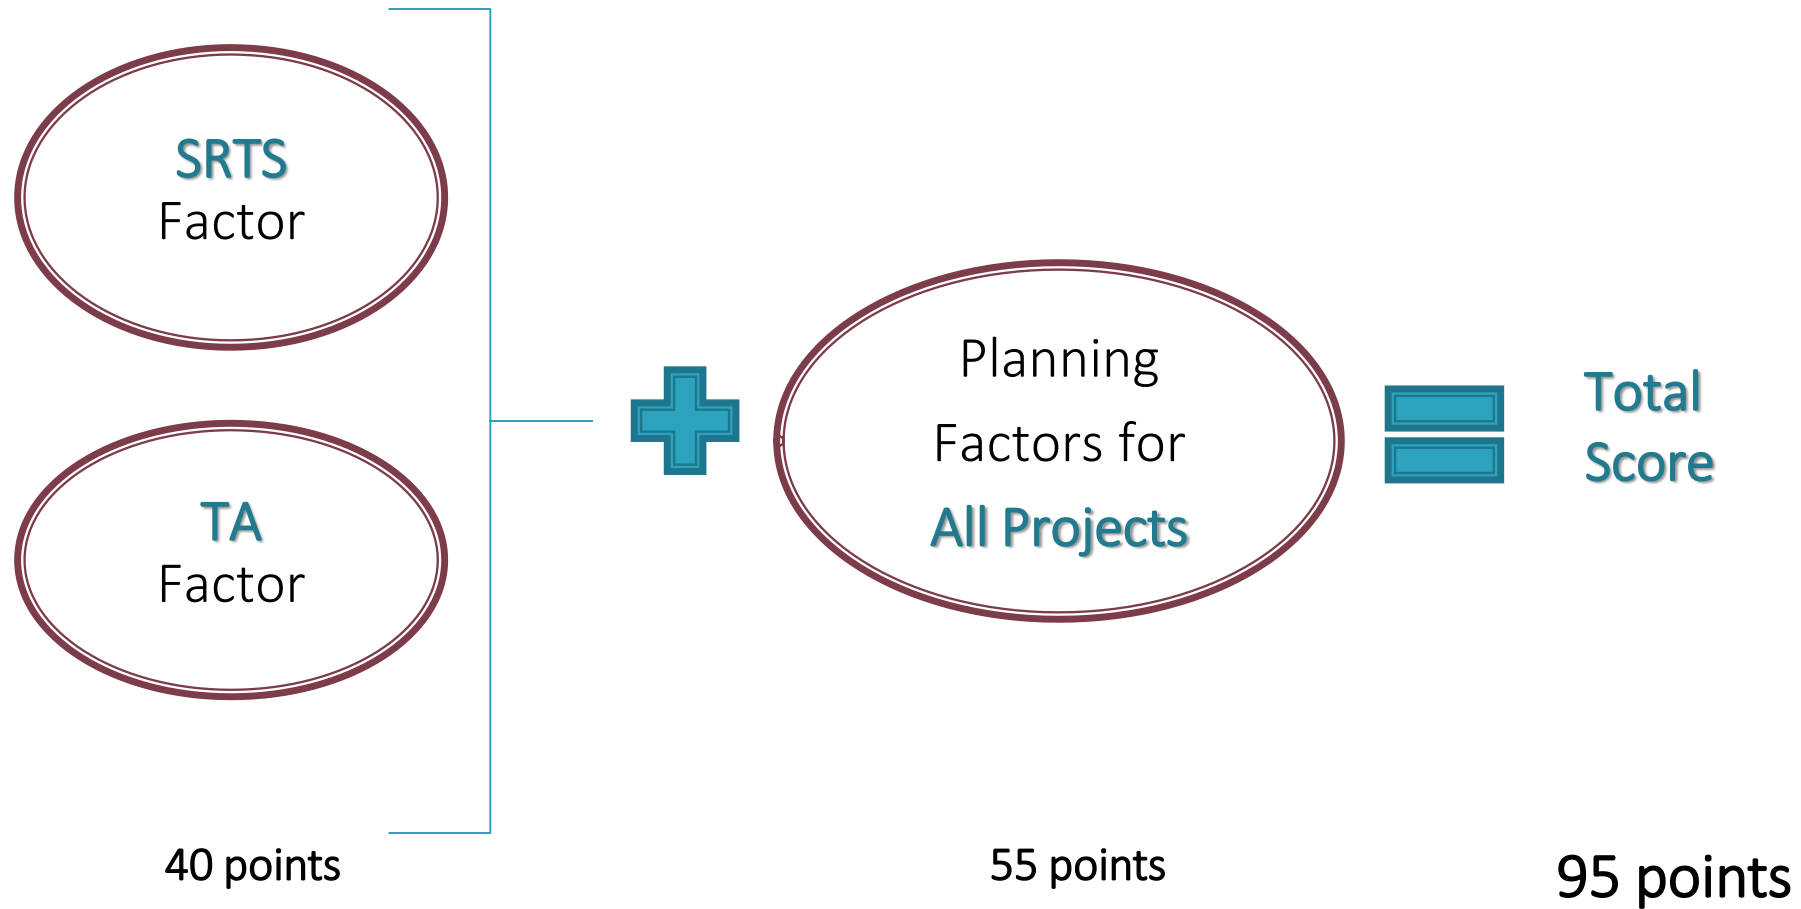 SRTS
Factor
TA
Factor
40 points
Planning
Factors for
All Projects
55 points
Total
Score
95 points